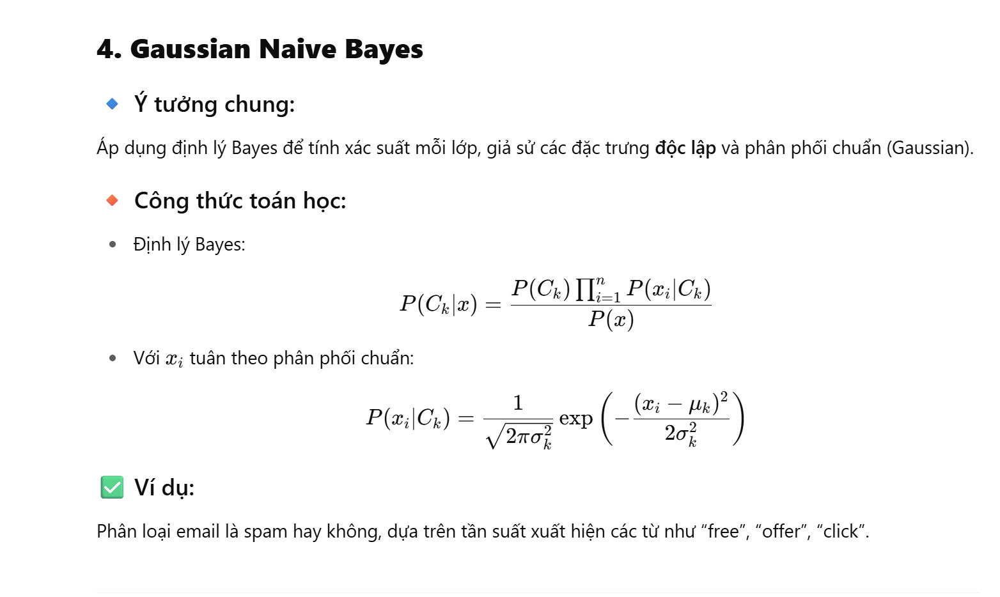 4. Gaussian Naive Bayes
🔹 Ý tưởng chung:
Áp dụng định lý Bayes để tính xác suất mỗi lớp, giả sử các đặc trưng độc lập và phân phối chuẩn (Gaussian).
🔸 Công thức toán học:
• Định lý Bayes:
P(C_k|x) = \frac{P(C_k) \prod_{i=1}^{n} P(x_i|C_k)}{P(x)}
• Với x_i tuân theo phân phối chuẩn:
P(x_i|C_k) = \frac{1}{\sqrt{2\pi\sigma_k^2}} \exp\left(-\frac{(x_i - \mu_k)^2}{2\sigma_k^2}\right)
✅ Ví dụ:
Phân loại email là spam hay không, dựa trên tần suất xuất hiện các từ như “free”, “offer”, “click”.